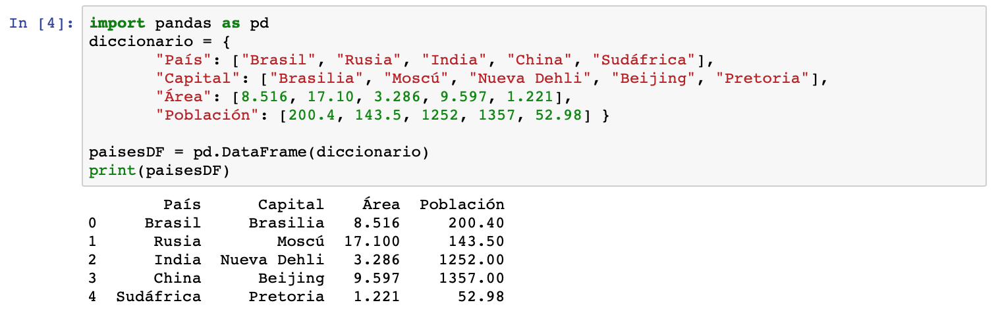 In [4]: import pandas as pd
diccionario = {
"País": ["Brasil", "Rusia", "India", "China", "Sudáfrica"],
"Capital": ["Brasilia", "Moscú", "Nueva Dehli", "Beijing", "Pretoria"],
"Área": [8.516, 17.10, 3.286, 9.597, 1.221],
"Población": [200.4, 143.5, 1252, 1357, 52.98] }
paisesDF = pd.DataFrame(diccionario)
print(paisesDF)
País Capital Área Población
0 Brasil Brasilia 8.516 200.40
1 Rusia Moscú 17.100 143.50
2 India Nueva Dehli 3.286 1252.00
3 China Beijing 9.597 1357.00
4 Sudáfrica Pretoria 1.221 52.98